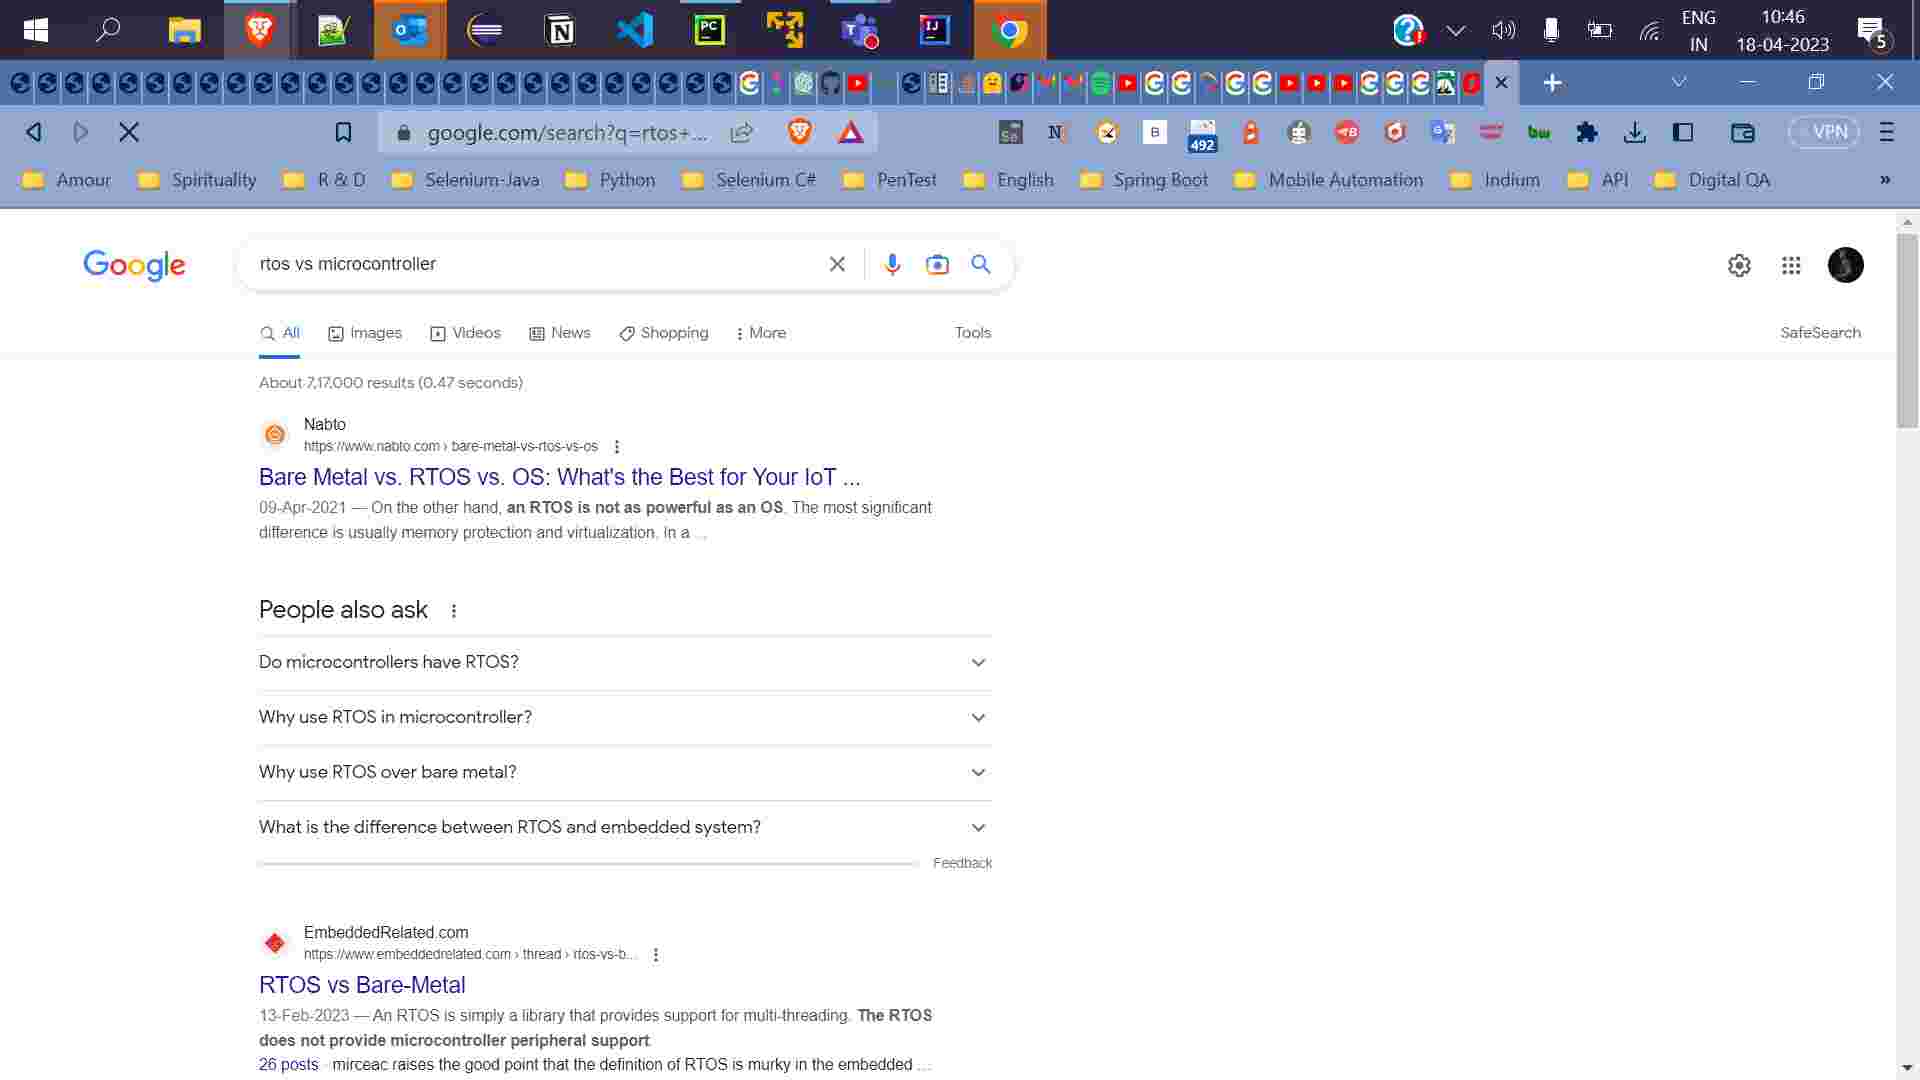 ENG
IN
10:46
18-04-2023
5
google.com/search?q=rtos+...
492
VPN
Amour
Spirituality
R & D
Selenium-Java
Python
Selenium C#
PenTest
English
Spring Boot
Mobile Automation
Indium
API
Digital QA
»
Google
rtos vs microcontroller
All
Images
Videos
News
Shopping
More
Tools
SafeSearch
About 7,17,000 results (0.47 seconds)
Nabto
https://www.nabto.com › bare-metal-vs-rtos-vs-os
Bare Metal vs. RTOS vs. OS: What's the Best for Your IoT ...
09-Apr-2021 — On the other hand, an RTOS is not as powerful as an OS. The most significant
difference is usually memory protection and virtualization. In a ...
People also ask
Do microcontrollers have RTOS?
Why use RTOS in microcontroller?
Why use RTOS over bare metal?
What is the difference between RTOS and embedded system?
Feedback
EmbeddedRelated.com
https://www.embeddedrelated.com › thread › rtos-vs-b...
RTOS vs Bare-Metal
13-Feb-2023 — An RTOS is simply a library that provides support for multi-threading. The RTOS
does not provide microcontroller peripheral support
26 posts · mirceac raises the good point that the definition of RTOS is murky in the embedded ...